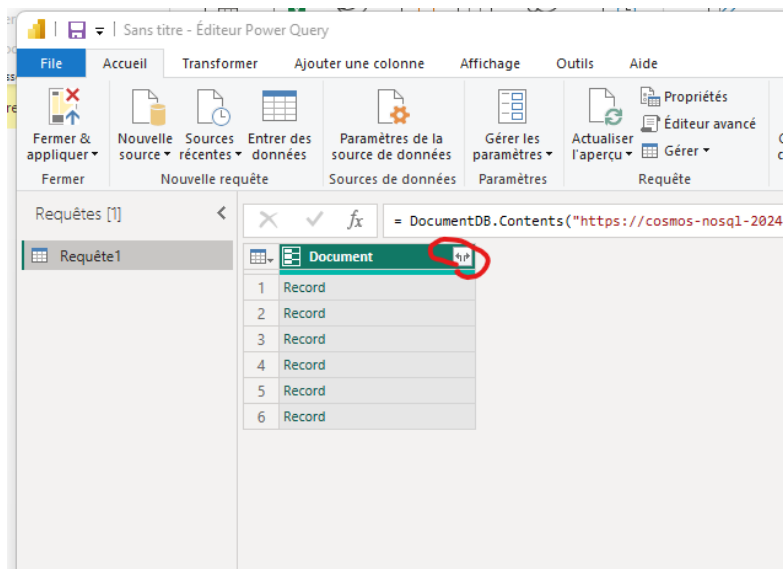 Sans titre - Éditeur Power Query
File Accueil Transformer Ajouter une colonne Affichage Outils Aide
Fermer & appliquer
Nouvelle source
Sources récentes
Entrer des données
Paramètres de la source de données
Gérer les paramètres
Actualiser l'aperçu
Propriétés
Éditeur avancé
Gérer
Fermer
Nouvelle requête
Sources de données
Paramètres
Requête
Requêtes [1]
fx
= DocumentDB.Contents("https://cosmos-nosql-2024
Requête1
Document
1 Record
2 Record
3 Record
4 Record
5 Record
6 Record